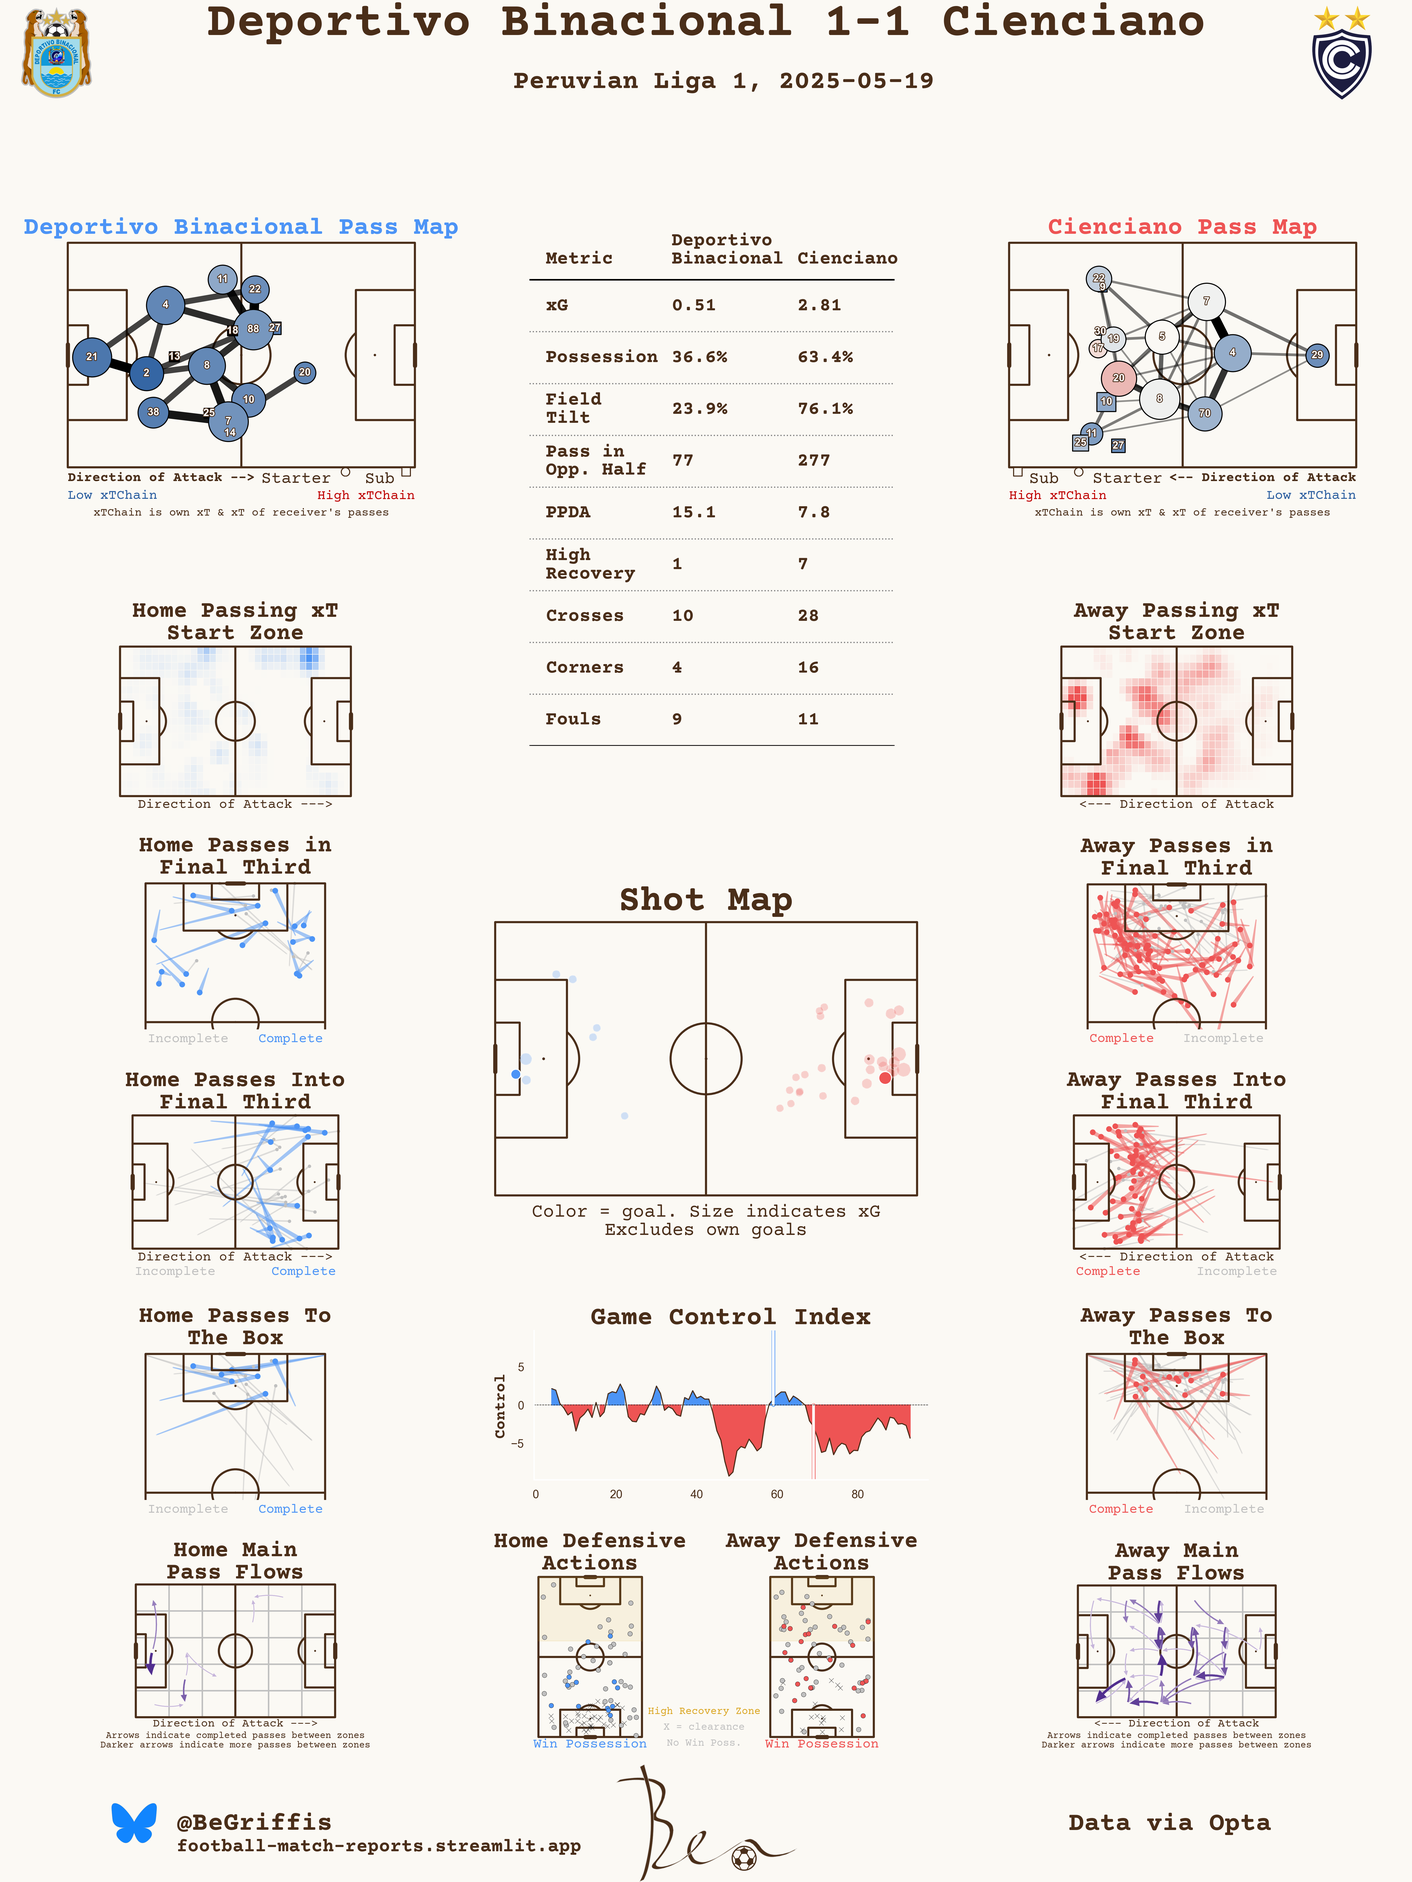 Deportivo Binacional 1-1 Cienciano
Peruvian Liga 1, 2025-05-19
DEPORTIVO BINACIONAL
FC
Deportivo Binacional Pass Map
11
22
4
18
88
27
21
13
2
8
20
10
38
25
7
14
Direction of Attack --> Starter Sub
Low xTChain High xTChain
xTChain is own xT & xT of receiver's passes
Metric Deportivo Binacional Cienciano
xG 0.51 2.81
Possession 36.6% 63.4%
Field Tilt 23.9% 76.1%
Pass in Opp. Half 77 277
PPDA 15.1 7.8
High Recovery 1 7
Crosses 10 28
Corners 4 16
Fouls 9 11
Cienciano Pass Map
22
9
7
30
19
5
17
4
29
20
10
8
70
11
25
27
Sub Starter <-- Direction of Attack
High xTChain Low xTChain
xTChain is own xT & xT of receiver's passes
Home Passing xT
Start Zone
Direction of Attack --->
Away Passing xT
Start Zone
<--- Direction of Attack
Home Passes in
Final Third
Incomplete Complete
Away Passes in
Final Third
Complete Incomplete
Shot Map
Color = goal. Size indicates xG
Excludes own goals
Home Passes Into
Final Third
Direction of Attack --->
Incomplete Complete
Away Passes Into
Final Third
<--- Direction of Attack
Complete Incomplete
Home Passes To
The Box
Incomplete Complete
Game Control Index
Control
5
0
−5
0 20 40 60 80
Away Passes To
The Box
Complete Incomplete
Home Main
Pass Flows
Direction of Attack --->
Arrows indicate completed passes between zones
Darker arrows indicate more passes between zones
Home Defensive
Actions
Win Possession
High Recovery Zone
X = clearance
No Win Poss.
Away Defensive
Actions
Win Possession
Away Main
Pass Flows
<--- Direction of Attack
Arrows indicate completed passes between zones
Darker arrows indicate more passes between zones
@BeGriffis
football-match-reports.streamlit.app
Ben
Data via Opta